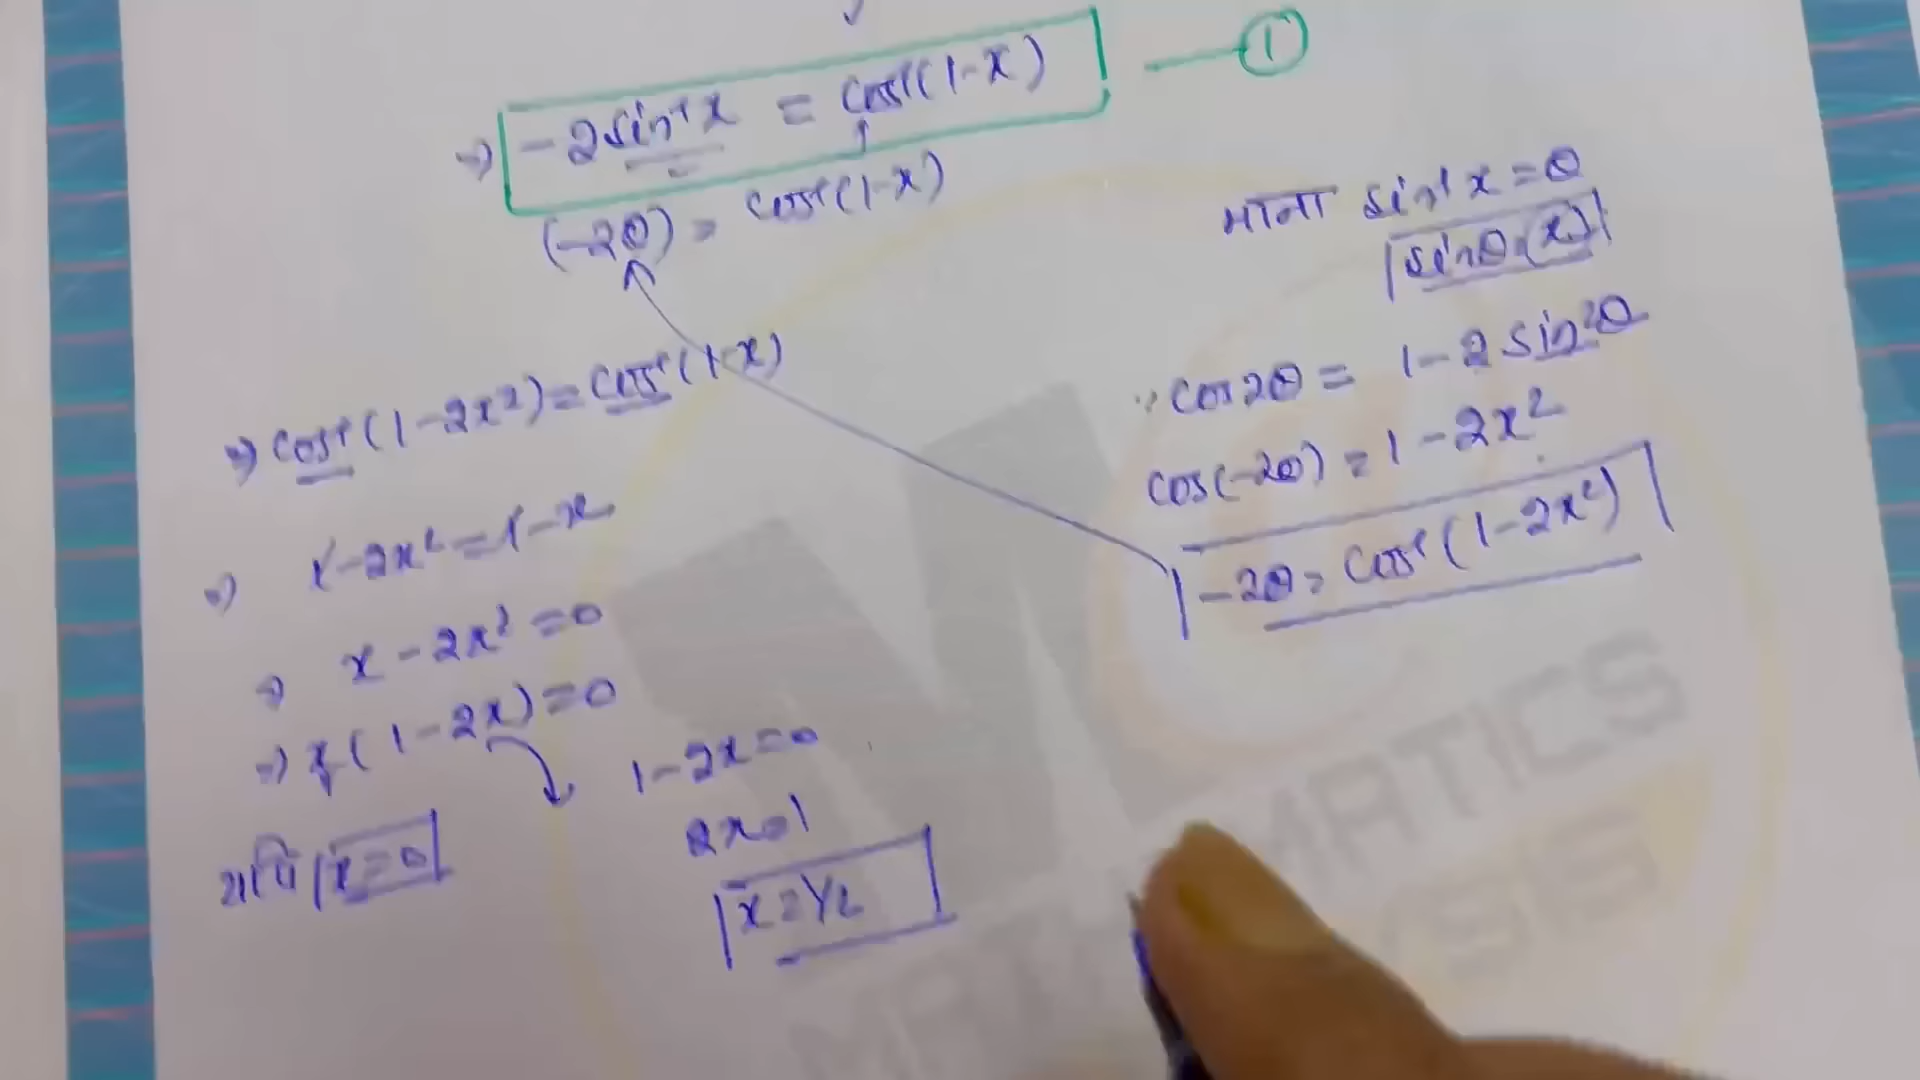 ⇒ -2sin⁻¹x = cos⁻¹(1-x) — ①
(-2θ) = cos⁻¹(1-x)
⇒ cos⁻¹(1-2x²) = cos⁻¹(1-x)
⇒ 1-2x² = 1-x
⇒ x - 2x² = 0
⇒ x(1-2x) = 0
x = 0
1-2x = 0
2x = 1
x = 1/2
माना sin⁻¹x = θ
sinθ = (x)
∵ cos2θ = 1-2sin²θ
cos(-2θ) = 1-2x²
-2θ = cos⁻¹(1-2x²)
MATICS